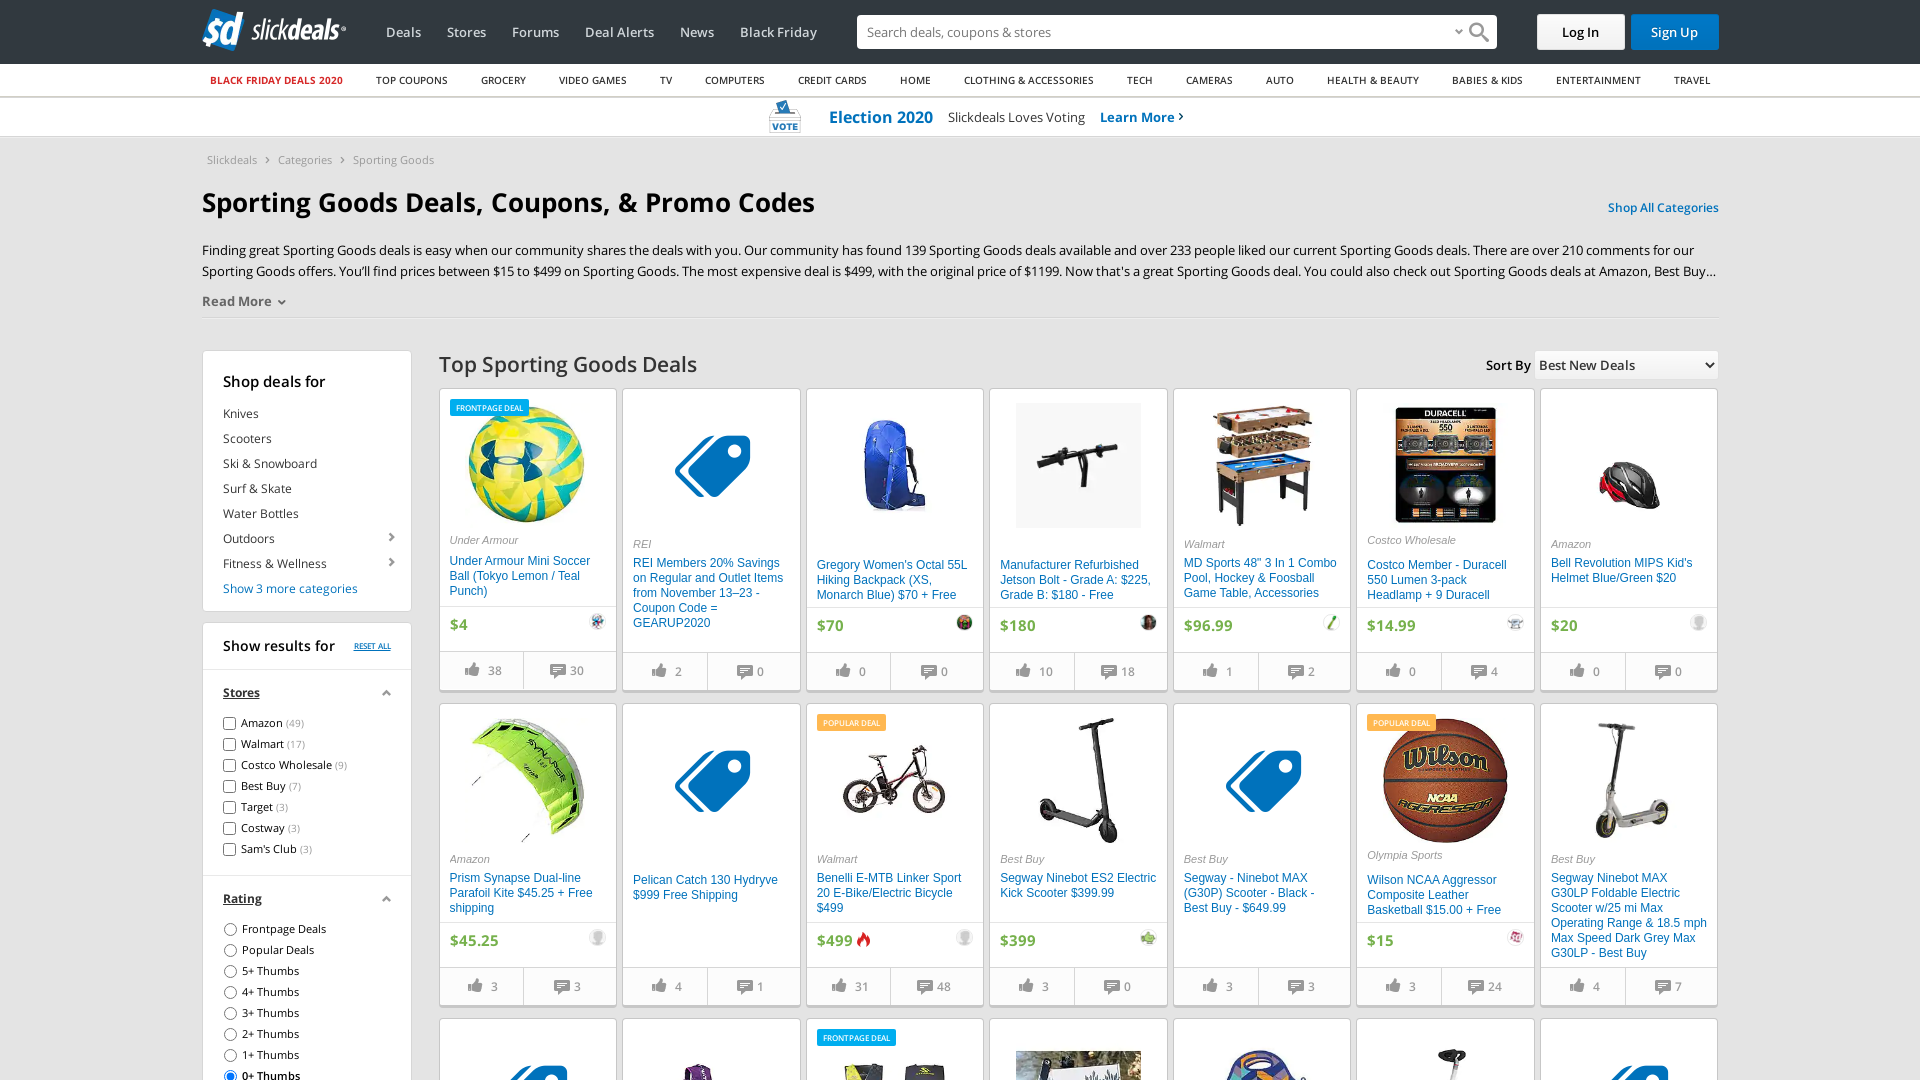 sd slickdeals
Deals
Stores
Forums
Deal Alerts
News
Black Friday
Search deals, coupons & stores
Log In
Sign Up
BLACK FRIDAY DEALS 2020
TOP COUPONS
GROCERY
VIDEO GAMES
TV
COMPUTERS
CREDIT CARDS
HOME
CLOTHING & ACCESSORIES
TECH
CAMERAS
AUTO
HEALTH & BEAUTY
BABIES & KIDS
ENTERTAINMENT
TRAVEL
VOTE
Election 2020 Slickdeals Loves Voting Learn More
Slickdeals
Categories
Sporting Goods
Sporting Goods Deals, Coupons, & Promo Codes
Shop All Categories
Finding great Sporting Goods deals is easy when our community shares the deals with you. Our community has found 139 Sporting Goods deals available and over 233 people liked our current Sporting Goods deals. There are over 210 comments for our
Sporting Goods offers. You'll find prices between $15 to $499 on Sporting Goods. The most expensive deal is $499, with the original price of $1199. Now that's a great Sporting Goods deal. You could also check out Sporting Goods deals at Amazon, Best Buy…
Read More
Shop deals for
Knives
Scooters
Ski & Snowboard
Surf & Skate
Water Bottles
Outdoors
Fitness & Wellness
Show 3 more categories
Show results for
RESET ALL
Stores
Amazon (49)
Walmart (17)
Costco Wholesale (9)
Best Buy (7)
Target (3)
Costway (3)
Sam's Club (3)
Rating
Frontpage Deals
Popular Deals
5+ Thumbs
4+ Thumbs
3+ Thumbs
2+ Thumbs
1+ Thumbs
0+ Thumbs
Top Sporting Goods Deals
Sort By
Best New Deals
FRONTPAGE DEAL
Under Armour
Under Armour Mini Soccer
Ball (Tokyo Lemon / Teal
Punch)
$4
38
30
REI
REI Members 20% Savings
on Regular and Outlet Items
from November 13–23 -
Coupon Code =
GEARUP2020
2
0
Gregory Women's Octal 55L
Hiking Backpack (XS,
Monarch Blue) $70 + Free
$70
0
0
Manufacturer Refurbished
Jetson Bolt - Grade A: $225,
Grade B: $180 - Free
$180
10
18
Walmart
MD Sports 48" 3 In 1 Combo
Pool, Hockey & Foosball
Game Table, Accessories
$96.99
1
2
DURACELL
550
Costco Wholesale
Costco Member - Duracell
550 Lumen 3-pack
Headlamp + 9 Duracell
$14.99
0
4
Amazon
Bell Revolution MIPS Kid's
Helmet Blue/Green $20
$20
0
0
SYNAPSE
Amazon
Prism Synapse Dual-line
Parafoil Kite $45.25 + Free
shipping
$45.25
3
3
Pelican Catch 130 Hydryve
$999 Free Shipping
4
1
POPULAR DEAL
Walmart
Benelli E-MTB Linker Sport
20 E-Bike/Electric Bicycle
$499
$499
31
48
Best Buy
Segway Ninebot ES2 Electric
Kick Scooter $399.99
$399
3
0
Best Buy
Segway - Ninebot MAX
(G30P) Scooter - Black -
Best Buy - $649.99
3
3
POPULAR DEAL
Wilson
NCAA
AGGRESSOR
Olympia Sports
Wilson NCAA Aggressor
Composite Leather
Basketball $15.00 + Free
$15
3
24
Best Buy
Segway Ninebot MAX
G30LP Foldable Electric
Scooter w/25 mi Max
Operating Range & 18.5 mph
Max Speed Dark Grey Max
G30LP - Best Buy
4
7
FRONTPAGE DEAL